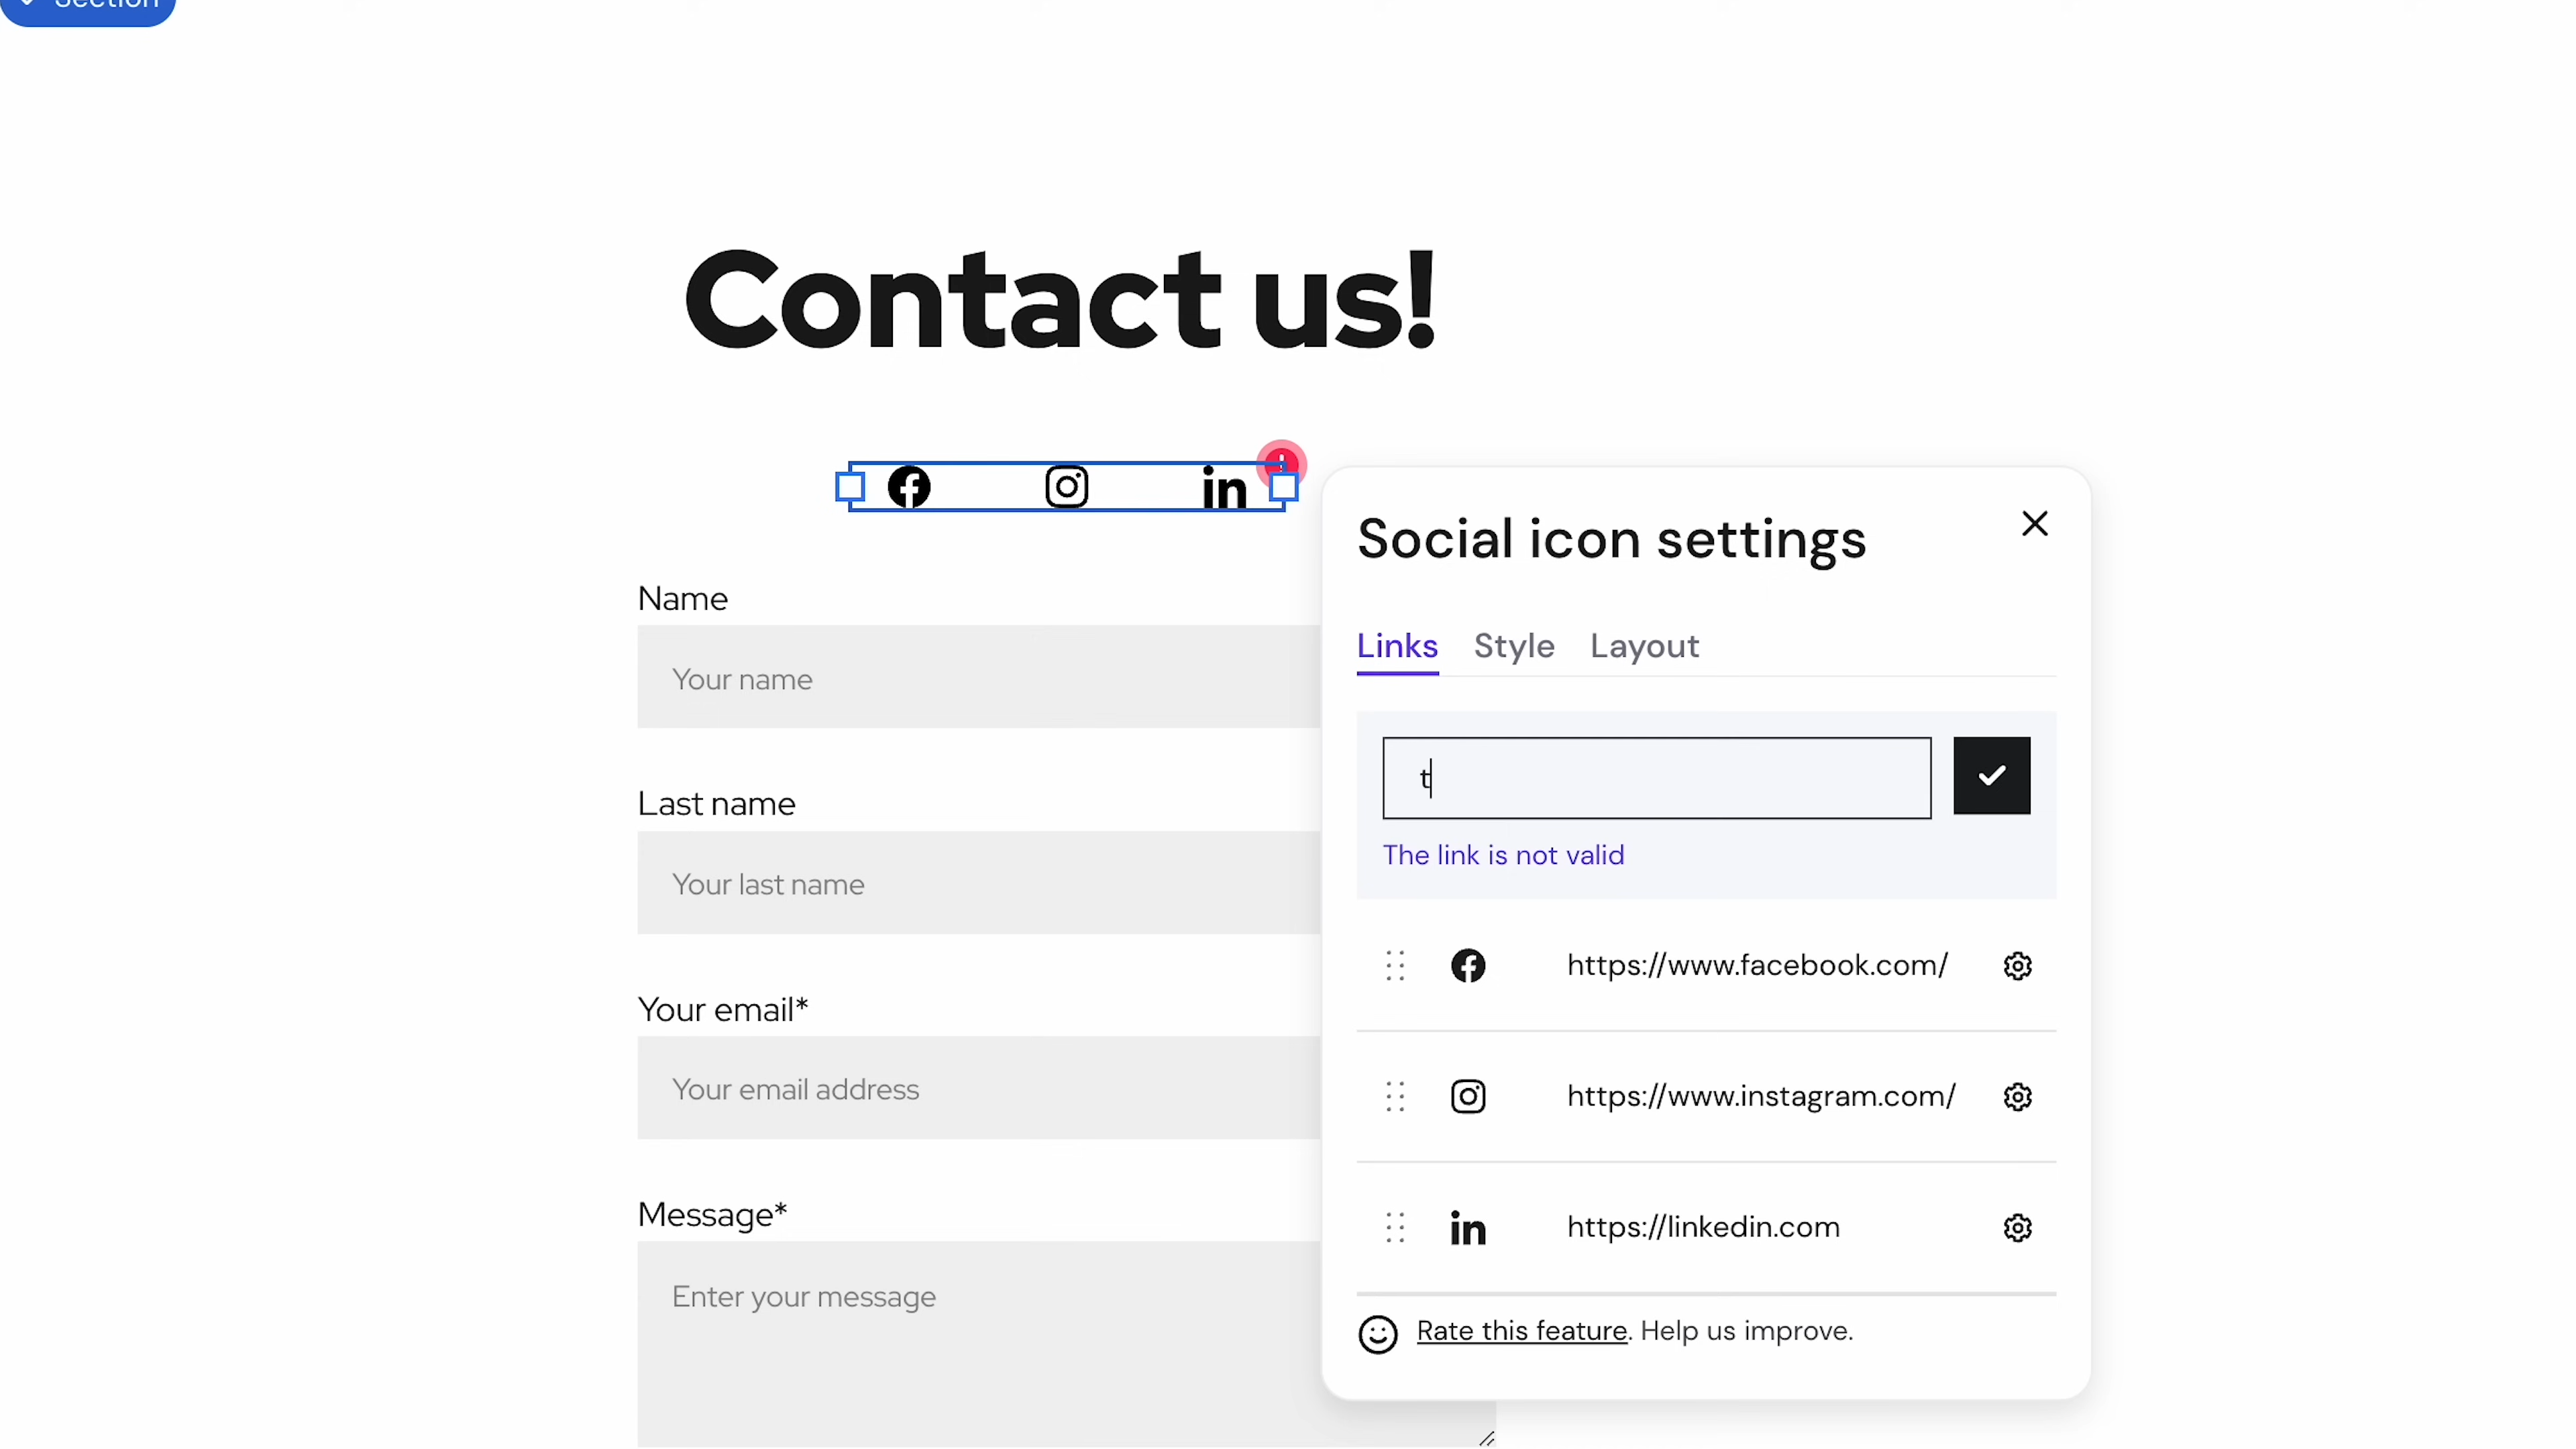 Section
Contact us!
Name
Your name
Last name
Your last name
Your email*
Your email address
Message*
Enter your message
Social icon settings
Links Style Layout
t
The link is not valid
https://www.facebook.com/
https://www.instagram.com/
https://linkedin.com
Rate this feature. Help us improve.